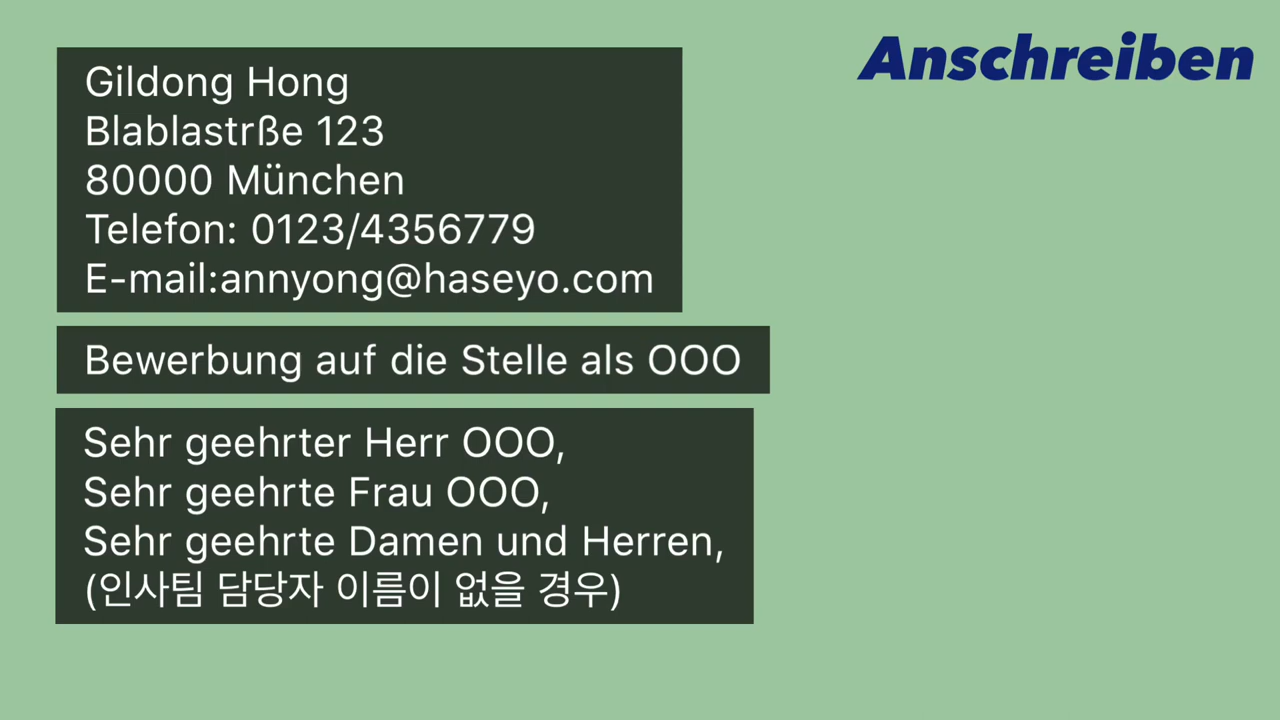 Anschreiben
Gildong Hong
Blablastrße 123
80000 München
Telefon: 0123/4356779
E-mail:annyong@haseyo.com
Bewerbung auf die Stelle als OOO
Sehr geehrter Herr OOO,
Sehr geehrte Frau OOO,
Sehr geehrte Damen und Herren,
(인사팀 담당자 이름이 없을 경우)